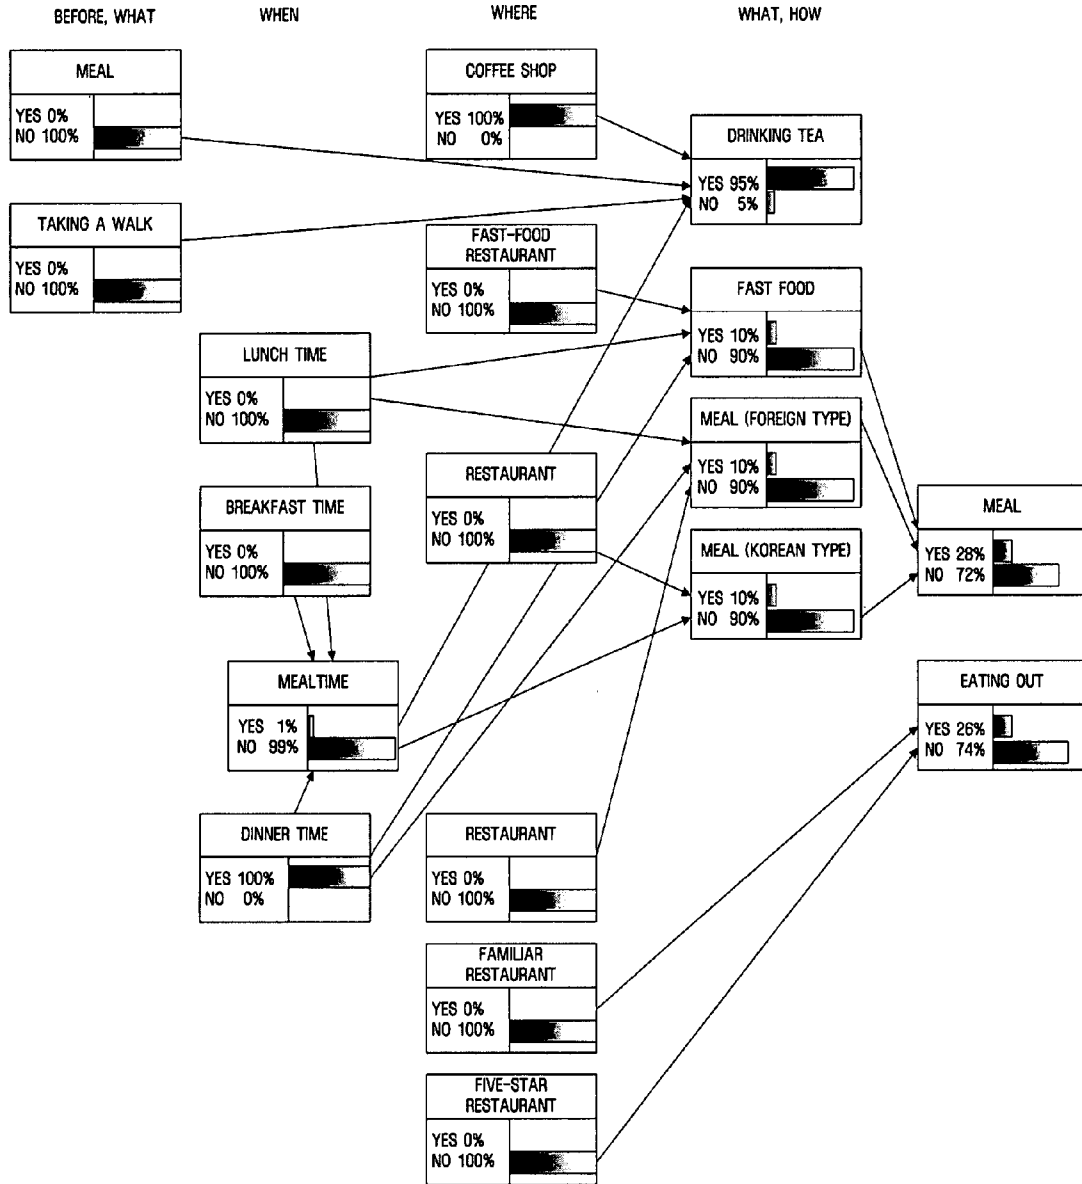 BEFORE, WHAT
WHEN
WHERE
WHAT, HOW
MEAL
YES 0%
NO 100%
TAKING A WALK
YES 0%
NO 100%
LUNCH TIME
YES 0%
NO 100%
BREAKFAST TIME
YES 0%
NO 100%
MEALTIME
YES 1%
NO 99%
DINNER TIME
YES 100%
NO 0%
COFFEE SHOP
YES 100%
NO 0%
FAST-FOOD
RESTAURANT
YES 0%
NO 100%
RESTAURANT
YES 0%
NO 100%
RESTAURANT
YES 0%
NO 100%
FAMILIAR
RESTAURANT
YES 0%
NO 100%
FIVE-STAR
RESTAURANT
YES 0%
NO 100%
DRINKING TEA
YES 95%
NO 5%
FAST FOOD
YES 10%
NO 90%
MEAL (FOREIGN TYPE)
YES 10%
NO 90%
MEAL (KOREAN TYPE)
YES 10%
NO 90%
MEAL
YES 28%
NO 72%
EATING OUT
YES 26%
NO 74%